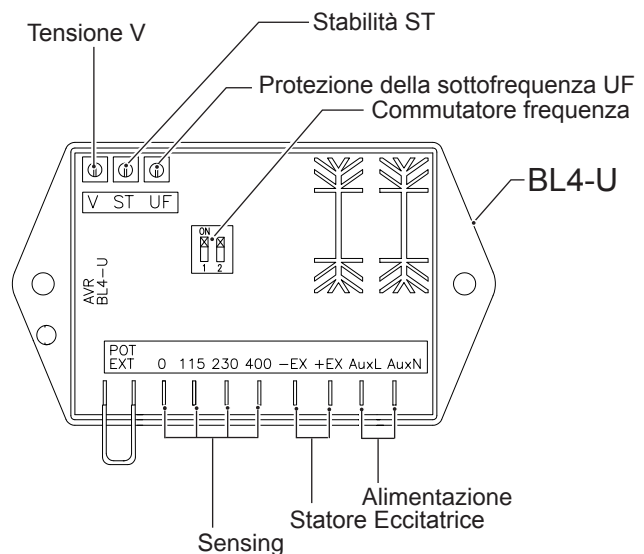 Tensione V
Stabilità ST
Protezione della sottofrequenza UF
Commutatore frequenza
BL4-U
V ST UF
ON
1 2
AVR
BL4-U
POT
EXT 0 115 230 400 -EX +EX AuxL AuxN
Alimentazione
Statore Eccitatrice
Sensing